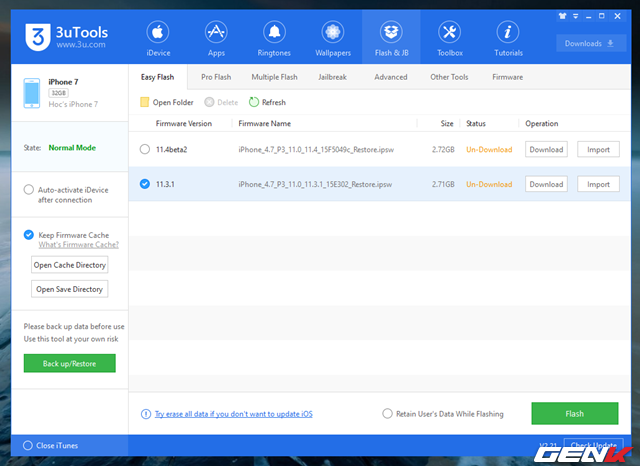 3uTools
www.3u.com
iDevice
Apps
Ringtones
Wallpapers
Flash & JB
Toolbox
Tutorials
Downloads
iPhone 7
32GB
Hoc's iPhone 7
State: Normal Mode
Auto-activate iDevice
after connection
Keep Firmware Cache
What's Firmware Cache?
Open Cache Directory
Open Save Directory
Please back up data before use
Use this tool at your own risk
Back up/Restore
Easy Flash Pro Flash Multiple Flash Jailbreak Advanced Other Tools Firmware
Open Folder Delete Refresh
Firmware Version Firmware Name Size Status Operation
11.4beta2 iPhone_4.7_P3_11.0_11.4_15F5049c_Restore.ipsw 2.72GB Un-Download Download Import
11.3.1 iPhone_4.7_P3_11.0_11.3.1_15E302_Restore.ipsw 2.71GB Un-Download Download Import
Try erase all data if you don't want to update iOS
Retain User's Data While Flashing
Flash
Close iTunes
V2.21
Check Update
GENK